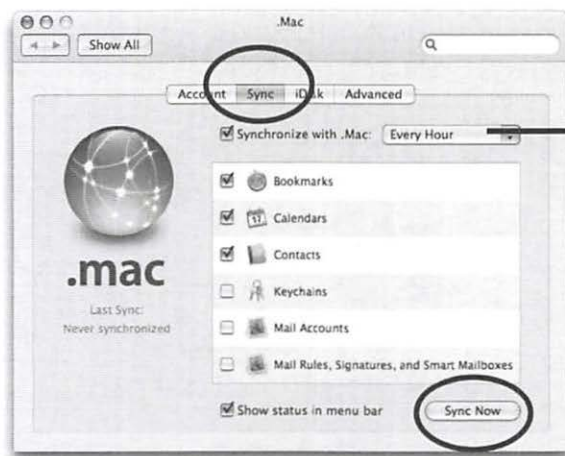 .Mac
Show All
Account Sync iDisk Advanced
Synchronize with .Mac: Every Hour
Bookmarks
Calendars
Contacts
Keychains
Mail Accounts
Mail Rules, Signatures, and Smart Mailboxes
.mac
Last Sync:
Never synchronized
Show status in menu bar Sync Now